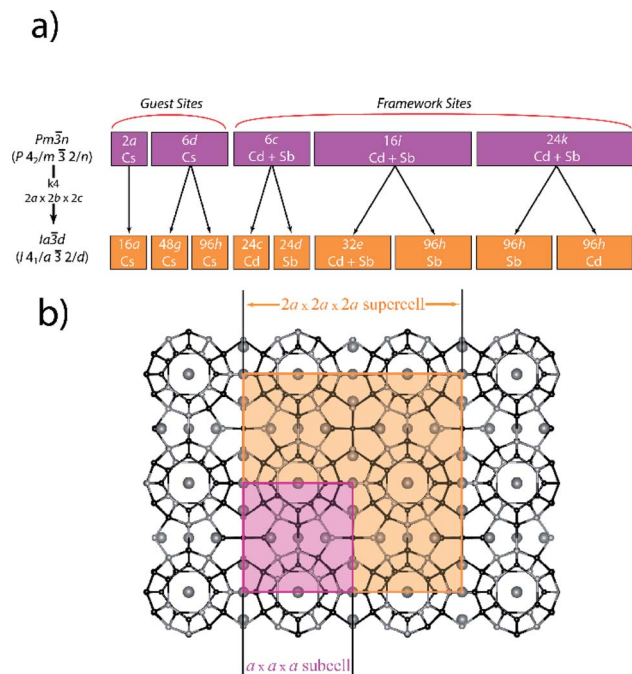 a)
Guest Sites Framework Sites
Pm3̅n
(P 4₂/m 3̅ 2/n)
k4
2a x 2b x 2c
Ia3̅d
(I 4₁/a 3̅ 2/d)
2a 6d 6c 16i 24k
Cs Cs Cd + Sb Cd + Sb Cd + Sb
16a 48g 96h 24c 24d 32e 96h 96h 96h
Cs Cs Cs Cd Sb Cd + Sb Sb Sb Cd
b)
2a x 2a x 2a supercell
a x a x a subcell